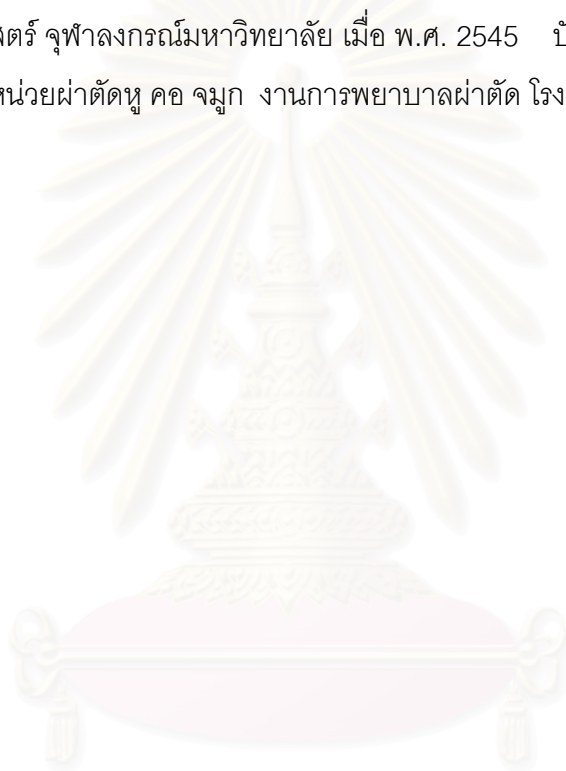 สตร์ จุฬาลงกรณ์มหาวิทยาลัย เมื่อ พ.ศ. 2545
หน่วยผ่าตัดหู คอ จมูก งานการพยาบาลผ่าตัด โรง